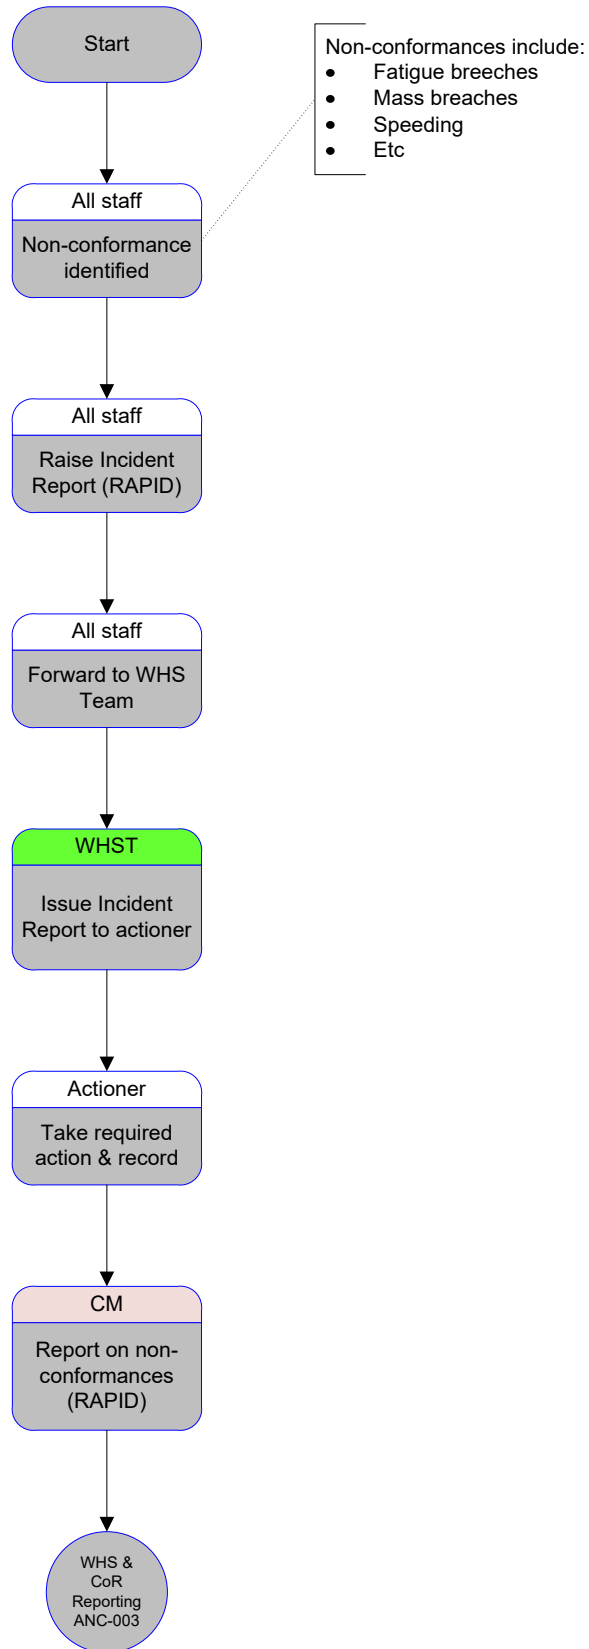 Start
Non-conformances include:
• Fatigue breeches
• Mass breaches
• Speeding
• Etc
All staff
Non-conformance
identified
All staff
Raise Incident
Report (RAPID)
All staff
Forward to WHS
Team
WHST
Issue Incident
Report to actioner
Actioner
Take required
action & record
CM
Report on non-
conformances
(RAPID)
WHS &
CoR
Reporting
ANC-003